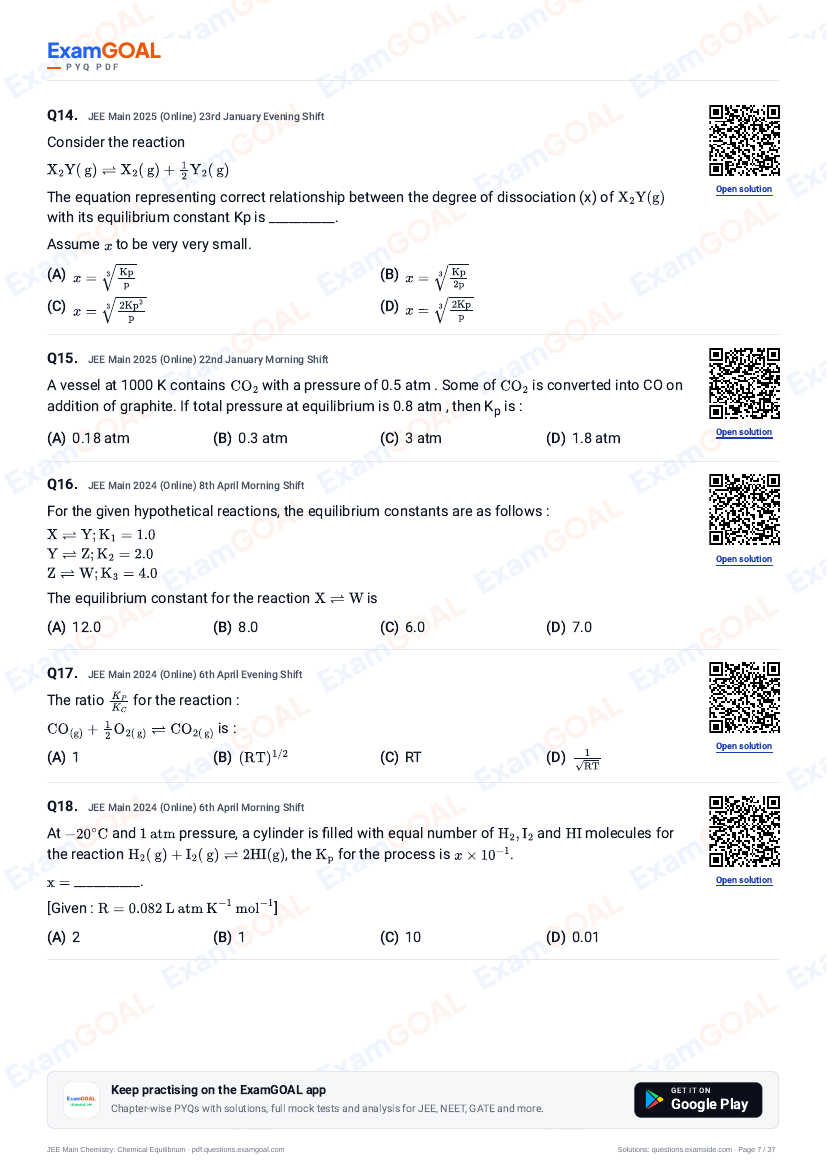 ExamGOAL
PYQ PDF
Q14. JEE Main 2025 (Online) 23rd January Evening Shift
Consider the reaction
X₂Y( g) ⇌ X₂( g) + 1/2 Y₂( g)
The equation representing correct relationship between the degree of dissociation (x) of X₂Y(g)
with its equilibrium constant Kp is __________.
Assume x to be very very small.
(A) x = ∛(Kp/p)
(B) x = ∛(Kp/2p)
(C) x = ∛(2Kp²/p)
(D) x = ∛(2Kp/p)
Open solution
Q15. JEE Main 2025 (Online) 22nd January Morning Shift
A vessel at 1000 K contains CO₂ with a pressure of 0.5 atm . Some of CO₂ is converted into CO on
addition of graphite. If total pressure at equilibrium is 0.8 atm , then Kₚ is :
(A) 0.18 atm (B) 0.3 atm (C) 3 atm (D) 1.8 atm
Open solution
Q16. JEE Main 2024 (Online) 8th April Morning Shift
For the given hypothetical reactions, the equilibrium constants are as follows :
X ⇌ Y; K₁ = 1.0
Y ⇌ Z; K₂ = 2.0
Z ⇌ W; K₃ = 4.0
The equilibrium constant for the reaction X ⇌ W is
(A) 12.0 (B) 8.0 (C) 6.0 (D) 7.0
Open solution
Q17. JEE Main 2024 (Online) 6th April Evening Shift
The ratio K_P/K_C for the reaction :
CO₍g₎ + 1/2 O₂₍ g₎ ⇌ CO₂₍ g₎ is :
(A) 1 (B) (RT)^1/2 (C) RT (D) 1/√RT
Open solution
Q18. JEE Main 2024 (Online) 6th April Morning Shift
At −20°C and 1 atm pressure, a cylinder is filled with equal number of H₂, I₂ and HI molecules for
the reaction H₂( g) + I₂( g) ⇌ 2HI(g), the Kₚ for the process is x × 10⁻¹.
x = __________.
[Given : R = 0.082 L atm K⁻¹ mol⁻¹]
(A) 2 (B) 1 (C) 10 (D) 0.01
Open solution
Keep practising on the ExamGOAL app
Chapter-wise PYQs with solutions, full mock tests and analysis for JEE, NEET, GATE and more.
GET IT ON
Google Play
JEE Main Chemistry: Chemical Equilibrium · pdf.questions.examgoal.com
Solutions: questions.examside.com · Page 7 / 37